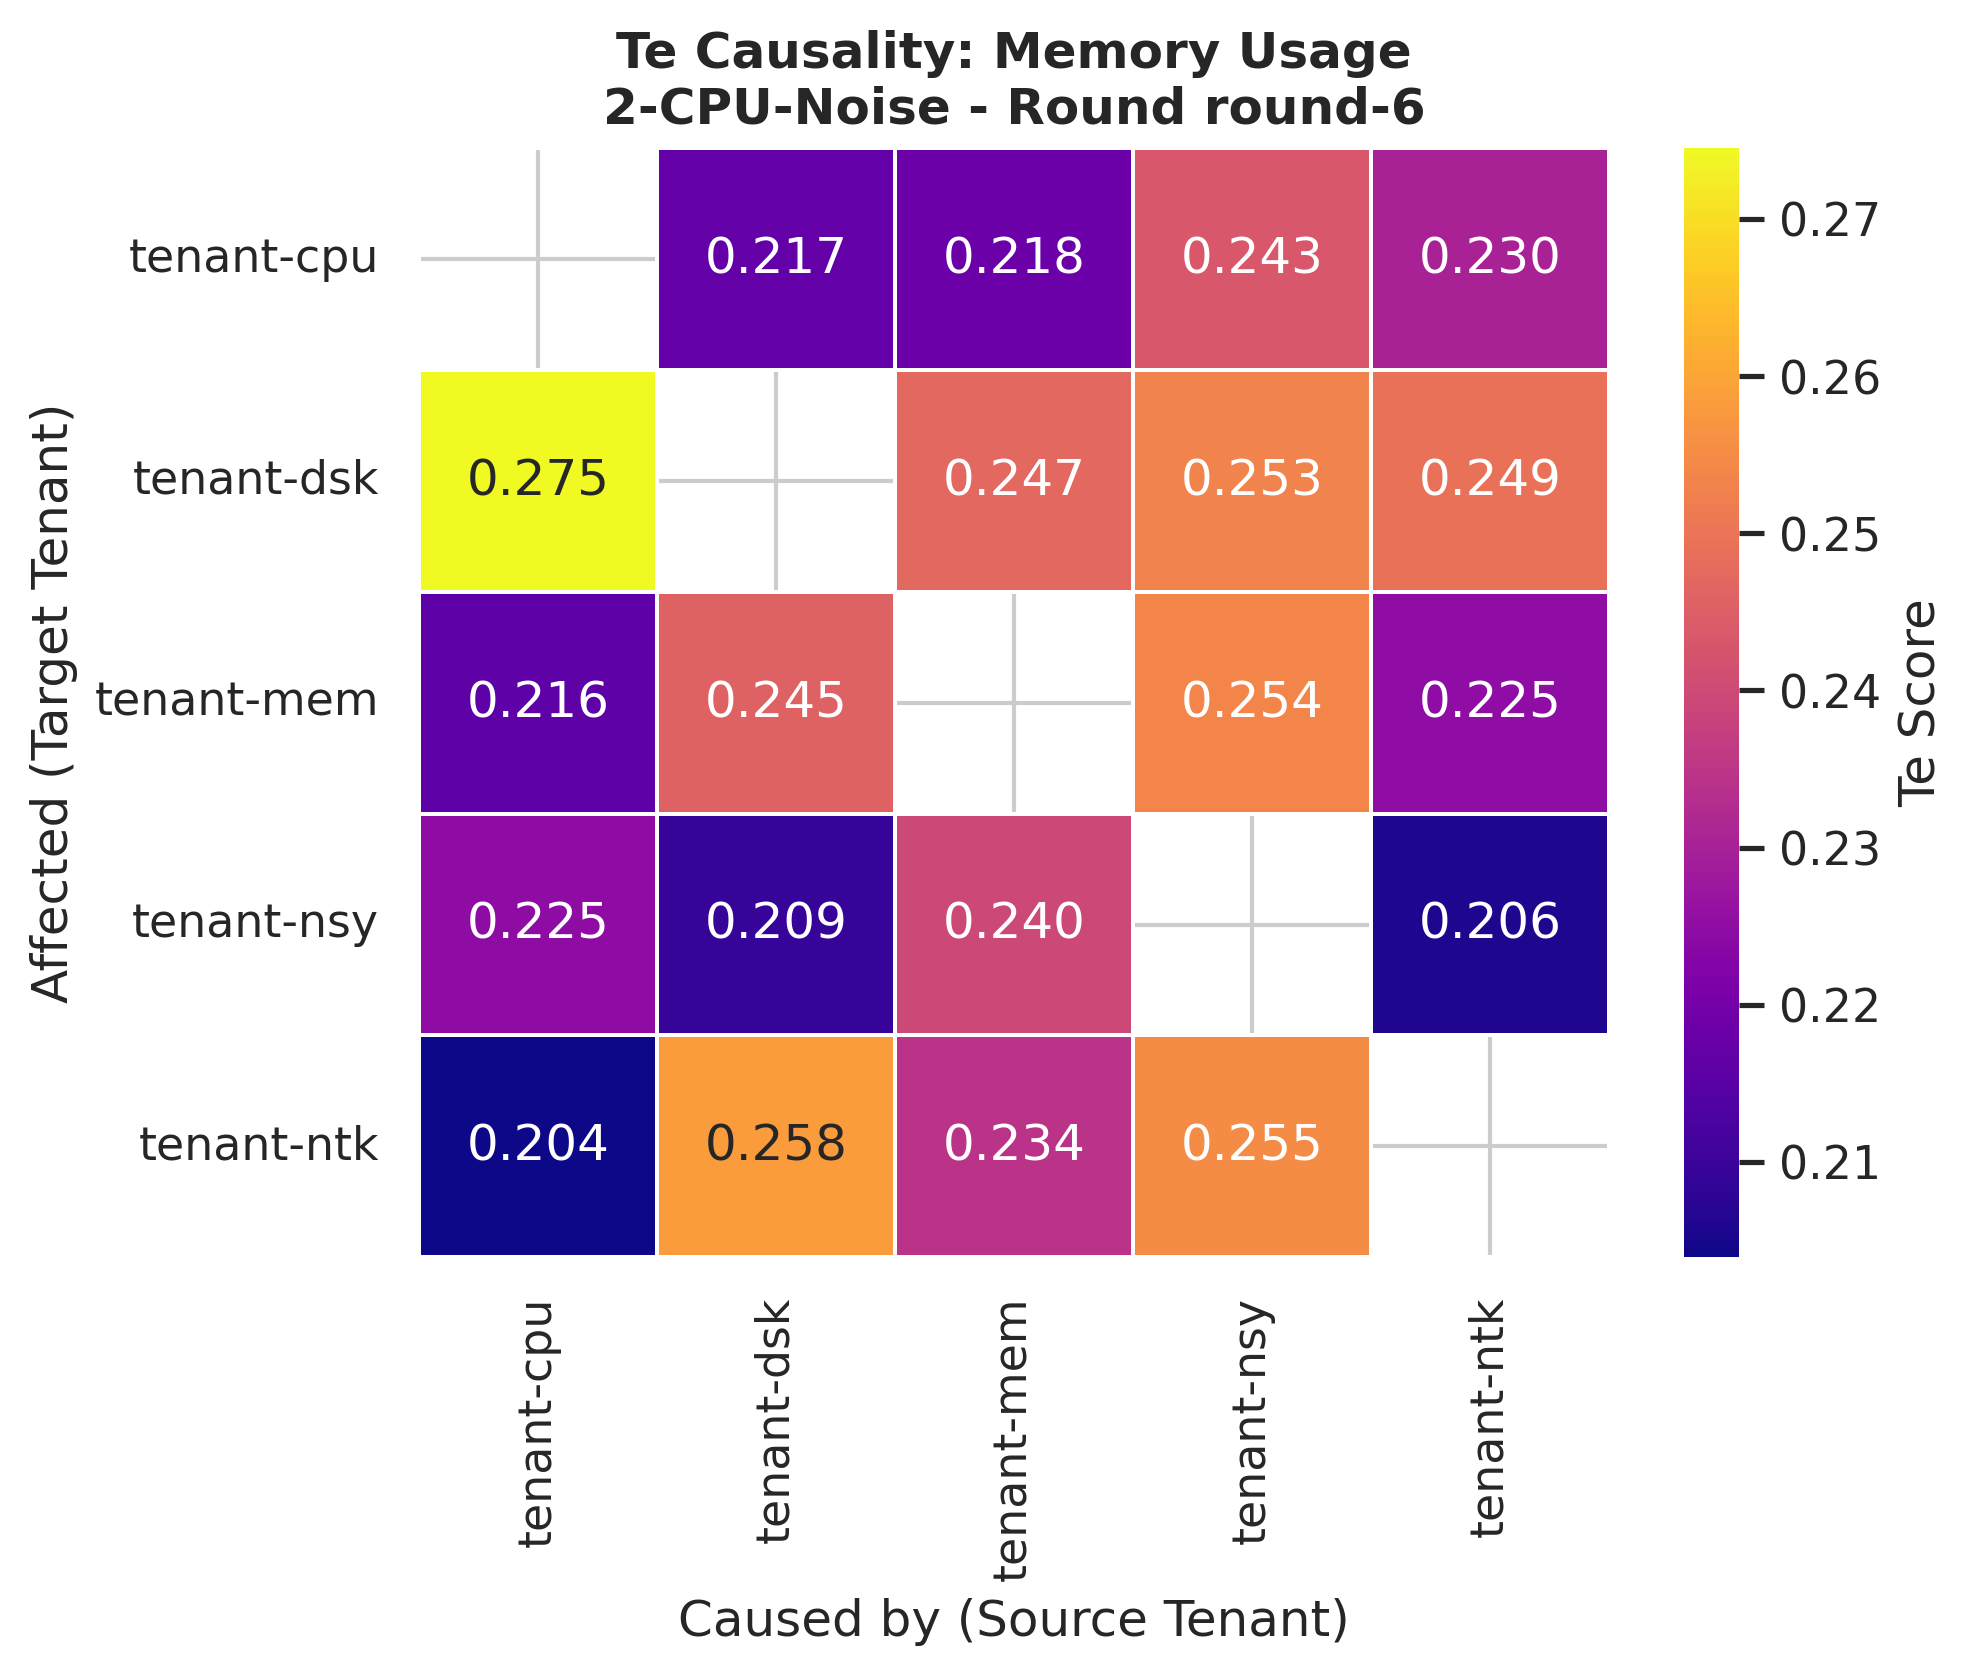 Te Causality: Memory Usage
2-CPU-Noise - Round round-6
Affected (Target Tenant)
tenant-cpu 0.217 0.218 0.243 0.230
tenant-dsk 0.275 0.247 0.253 0.249
tenant-mem 0.216 0.245 0.254 0.225
tenant-nsy 0.225 0.209 0.240 0.206
tenant-ntk 0.204 0.258 0.234 0.255
tenant-cpu tenant-dsk tenant-mem tenant-nsy tenant-ntk
Caused by (Source Tenant)
0.27
0.26
0.25
0.24
0.23
0.22
0.21
Te Score